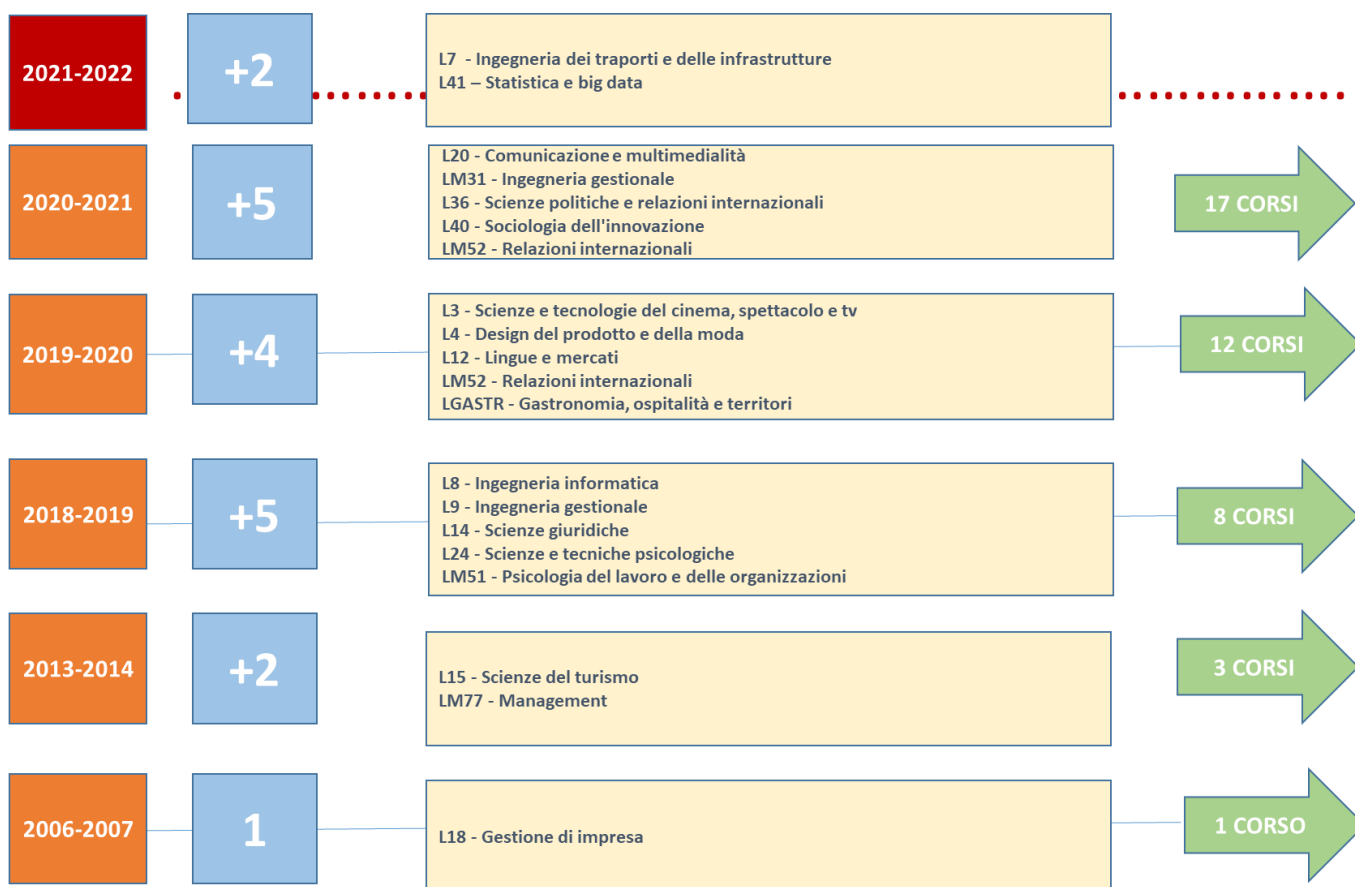 2021-2022
+2
L7 - Ingegneria dei traporti e delle infrastrutture
L41 – Statistica e big data
2020-2021
+5
L20 - Comunicazione e multimedialità
LM31 - Ingegneria gestionale
L36 - Scienze politiche e relazioni internazionali
L40 - Sociologia dell'innovazione
LM52 - Relazioni internazionali
17 CORSI
2019-2020
+4
L3 - Scienze e tecnologie del cinema, spettacolo e tv
L4 - Design del prodotto e della moda
L12 - Lingue e mercati
LM52 - Relazioni internazionali
LGASTR - Gastronomia, ospitalità e territori
12 CORSI
2018-2019
+5
L8 - Ingegneria informatica
L9 - Ingegneria gestionale
L14 - Scienze giuridiche
L24 - Scienze e tecniche psicologiche
LM51 - Psicologia del lavoro e delle organizzazioni
8 CORSI
2013-2014
+2
L15 - Scienze del turismo
LM77 - Management
3 CORSI
2006-2007
1
L18 - Gestione di impresa
1 CORSO